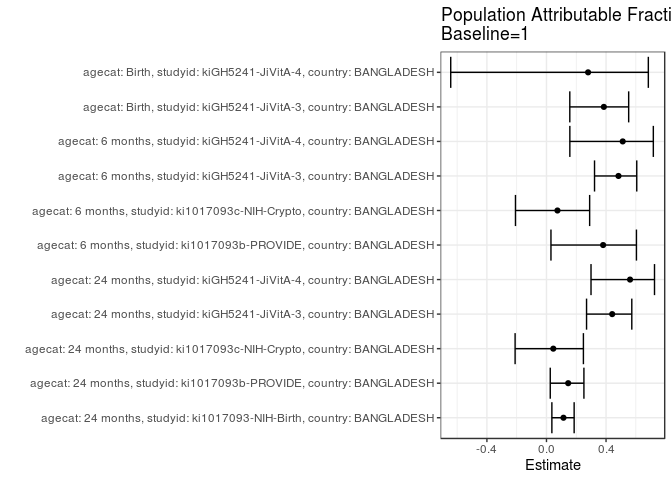 Population Attributable Fracti
Baseline=1
agecat: Birth, studyid: kiGH5241-JiVitA-4, country: BANGLADESH
agecat: Birth, studyid: kiGH5241-JiVitA-3, country: BANGLADESH
agecat: 6 months, studyid: kiGH5241-JiVitA-4, country: BANGLADESH
agecat: 6 months, studyid: kiGH5241-JiVitA-3, country: BANGLADESH
agecat: 6 months, studyid: ki1017093c-NIH-Crypto, country: BANGLADESH
agecat: 6 months, studyid: ki1017093b-PROVIDE, country: BANGLADESH
agecat: 24 months, studyid: kiGH5241-JiVitA-4, country: BANGLADESH
agecat: 24 months, studyid: kiGH5241-JiVitA-3, country: BANGLADESH
agecat: 24 months, studyid: ki1017093c-NIH-Crypto, country: BANGLADESH
agecat: 24 months, studyid: ki1017093b-PROVIDE, country: BANGLADESH
agecat: 24 months, studyid: ki1017093-NIH-Birth, country: BANGLADESH
-0.4 0.0 0.4
Estimate